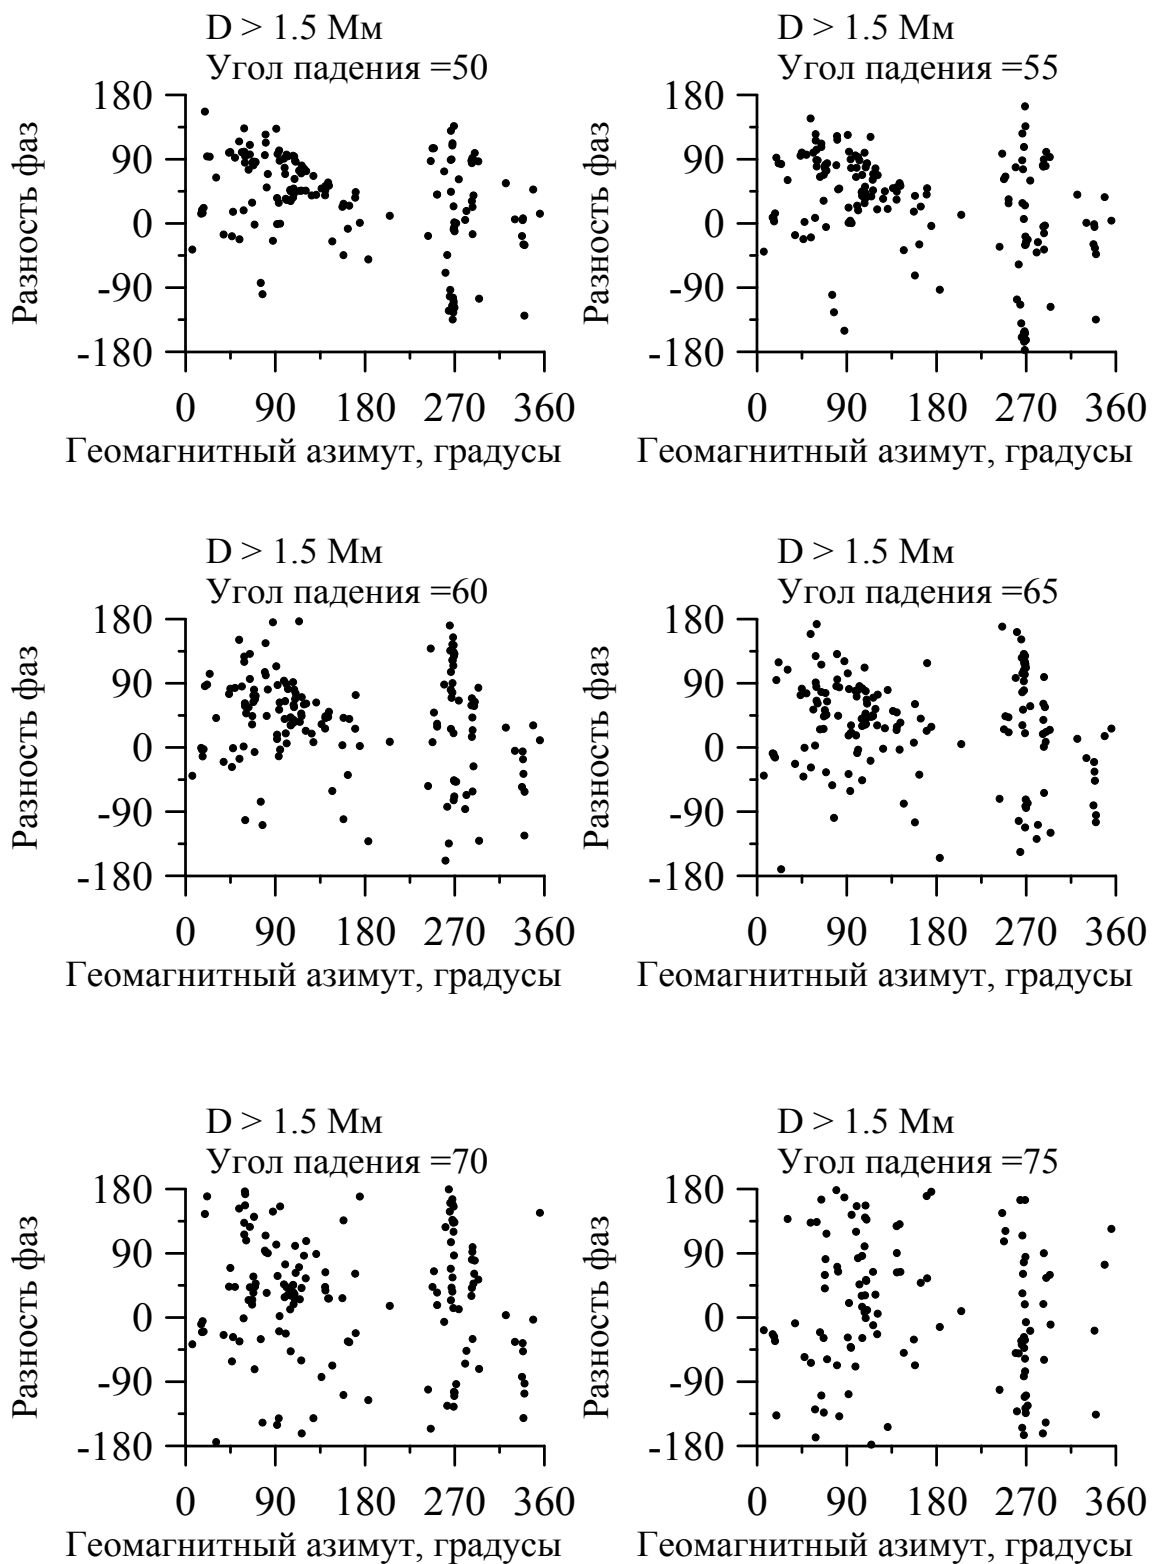 D > 1.5 Мм
Угол падения =50
180
90
0
-90
-180
Разность фаз
0 90 180 270 360
Геомагнитный азимут, градусы
D > 1.5 Мм
Угол падения =55
180
90
0
-90
-180
Разность фаз
0 90 180 270 360
Геомагнитный азимут, градусы
D > 1.5 Мм
Угол падения =60
180
90
0
-90
-180
Разность фаз
0 90 180 270 360
Геомагнитный азимут, градусы
D > 1.5 Мм
Угол падения =65
180
90
0
-90
-180
Разность фаз
0 90 180 270 360
Геомагнитный азимут, градусы
D > 1.5 Мм
Угол падения =70
180
90
0
-90
-180
Разность фаз
0 90 180 270 360
Геомагнитный азимут, градусы
D > 1.5 Мм
Угол падения =75
180
90
0
-90
-180
Разность фаз
0 90 180 270 360
Геомагнитный азимут, градусы